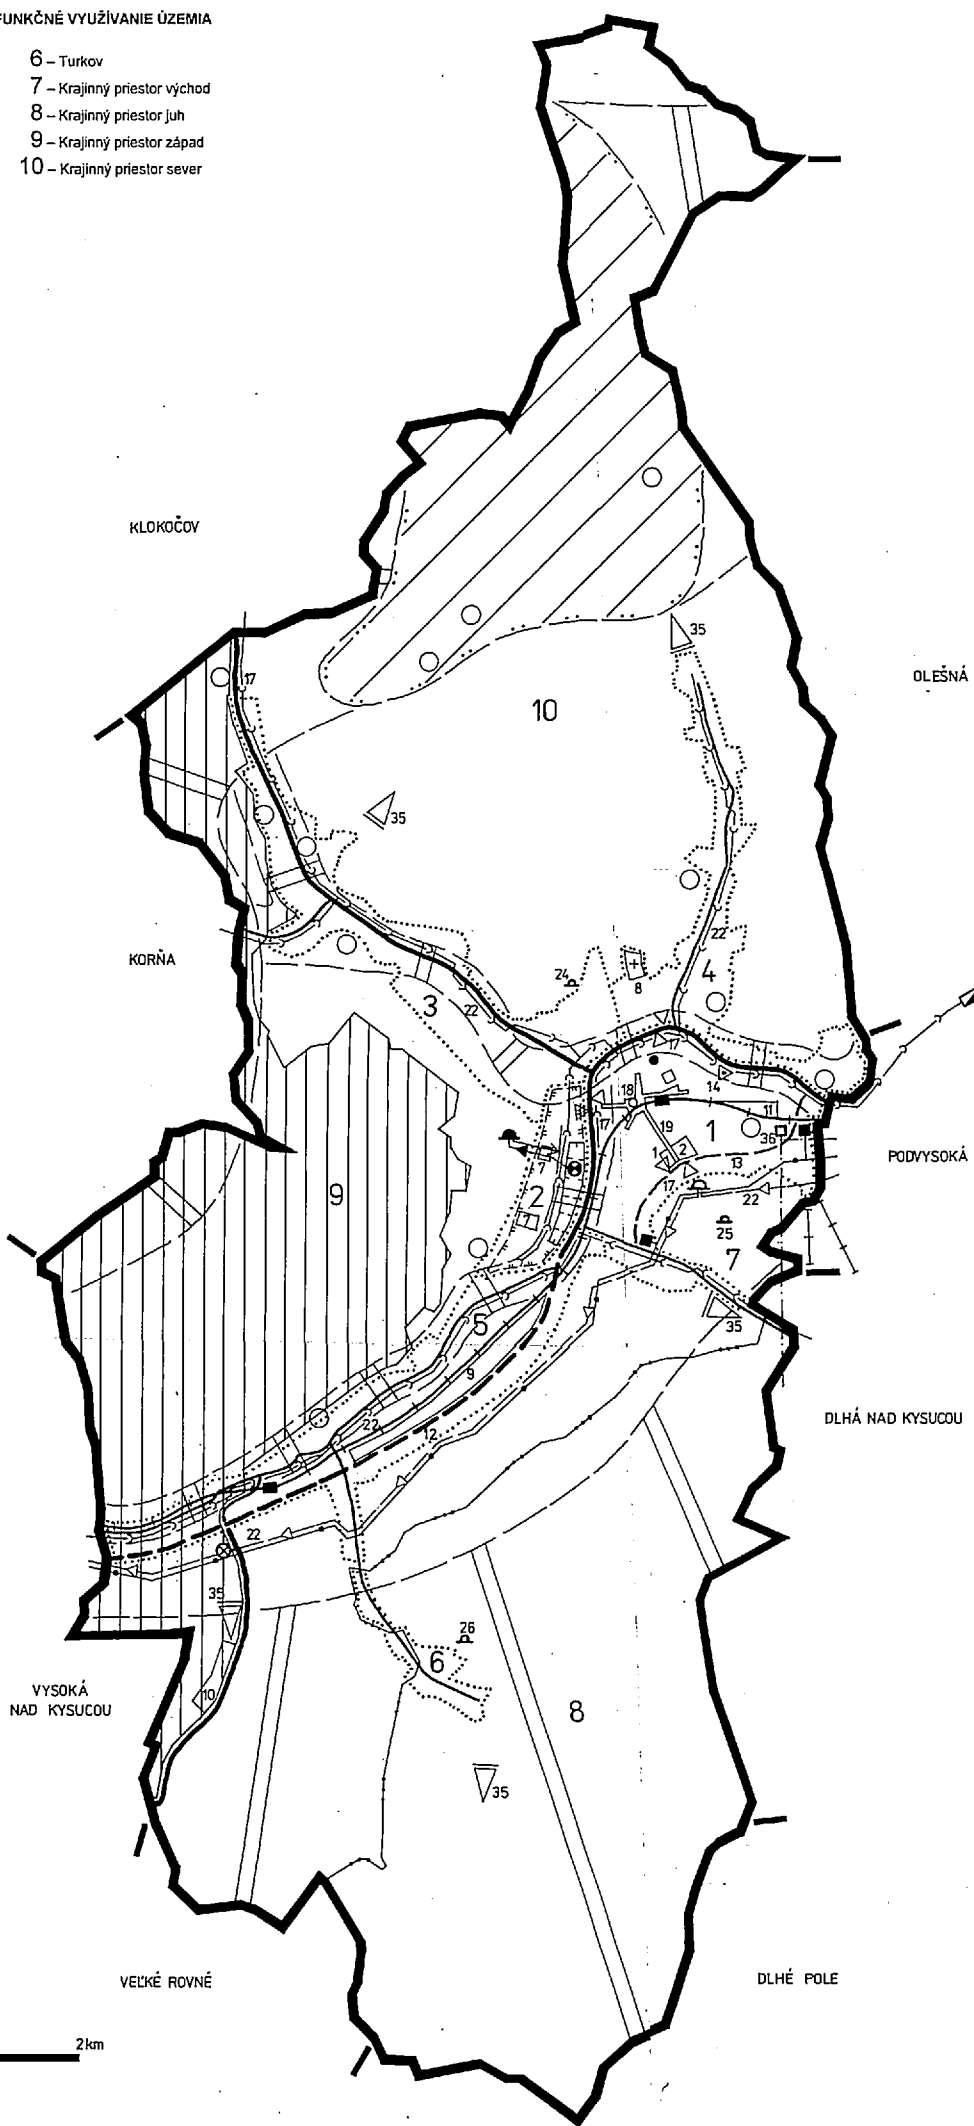 FUNKČNÉ VYUŽÍVANIE ÚZEMIA
6 – Turkov
7 – Krajinný priestor východ
8 – Krajinný priestor juh
9 – Krajinný priestor západ
10 – Krajinný priestor sever
KLOKOČOV
35
17
OLEŠNÁ
10
35
22
KORŇA
24
8
4
3
22
17
14
18
11
17
19
1
36
PODVYSOKÁ
1
2
13
7
9
17
22
2
25
7
35
5
9
22
12
DLHÁ NAD KYSUCOU
22
35
26
6
10
VYSOKÁ
NAD KYSUCOU
8
35
VEĽKÉ ROVNÉ
DLHÉ POLE
2km